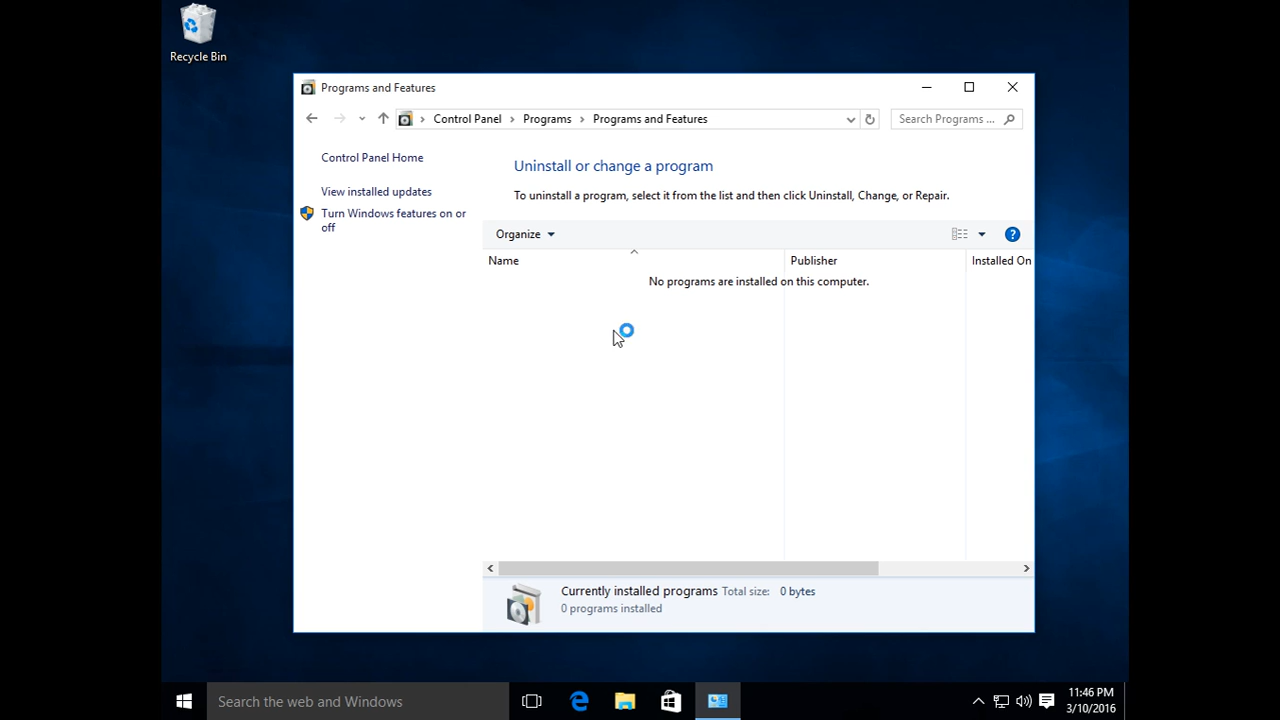 Recycle Bin
Programs and Features
Control Panel
Programs
Programs and Features
Search Programs ...
Control Panel Home
View installed updates
Turn Windows features on or
off
Uninstall or change a program
To uninstall a program, select it from the list and then click Uninstall, Change, or Repair.
Organize
Name
Publisher
Installed On
No programs are installed on this computer.
Currently installed programs Total size: 0 bytes
0 programs installed
Search the web and Windows
11:46 PM
3/10/2016